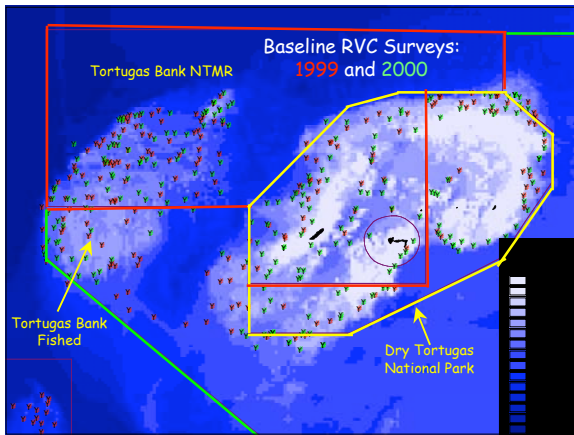 Baseline RVC Surveys:
1999 and 2000
Tortugas Bank NTMR
Tortugas Bank
Fished
Dry Tortugas
National Park